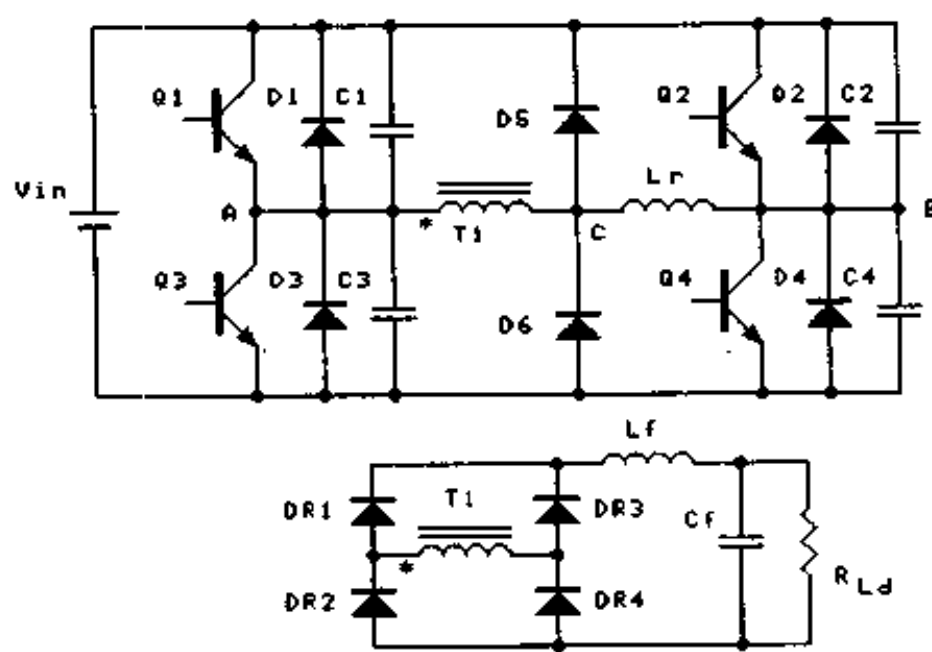 Q1 D1 C1 D5 Q2 Q2 C2
Vin
Lr
A * T1 C B
Q3 D3 C3 D6 Q4 D4 C4
Lf
DR1 T1 DR3 Cf
*
DR2 DR4 RLd